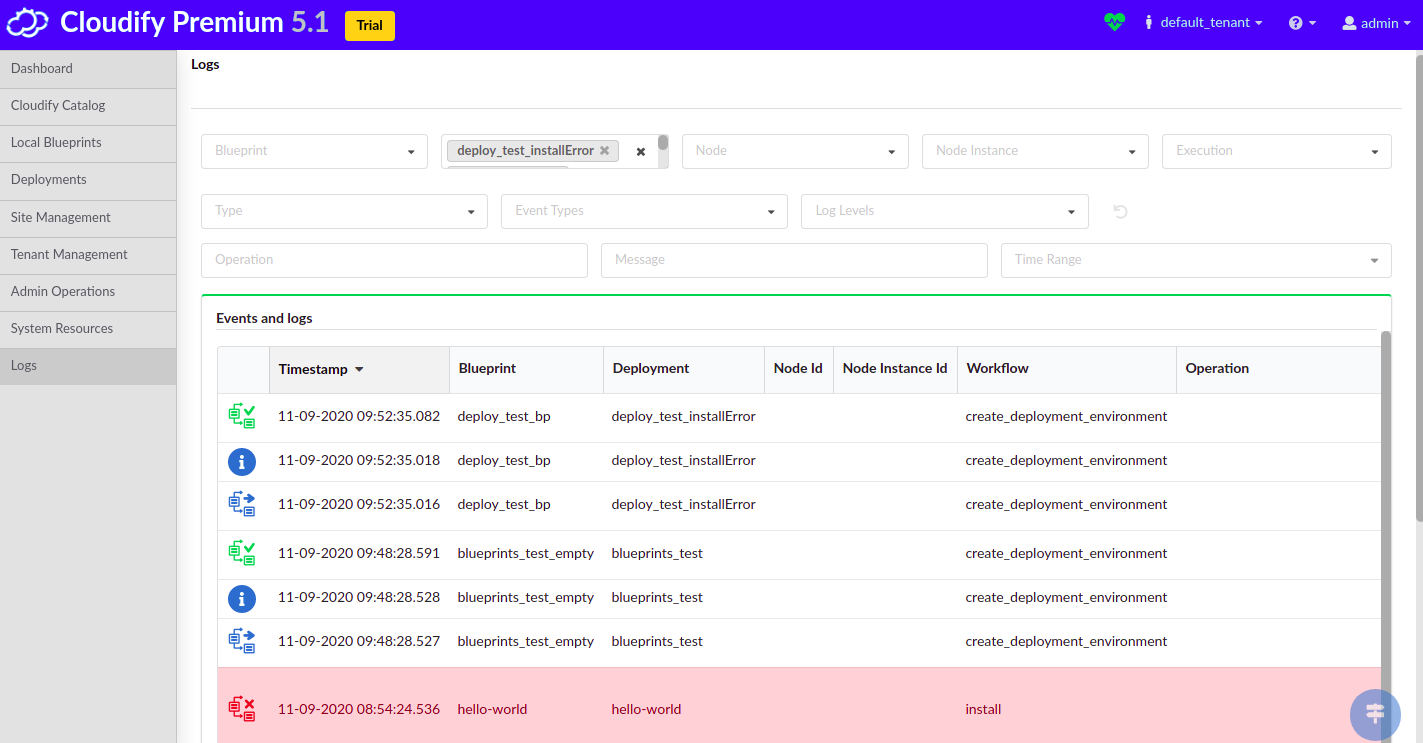 Cloudify Premium 5.1 Trial default_tenant admin
Dashboard
Cloudify Catalog
Local Blueprints
Deployments
Site Management
Tenant Management
Admin Operations
System Resources
Logs
Logs
Blueprint deploy_test_installError Node Node Instance Execution
Type Event Types Log Levels
Operation Message Time Range
Events and logs
Timestamp Blueprint Deployment Node Id Node Instance Id Workflow Operation
11-09-2020 09:52:35.082 deploy_test_bp deploy_test_installError create_deployment_environment
11-09-2020 09:52:35.018 deploy_test_bp deploy_test_installError create_deployment_environment
11-09-2020 09:52:35.016 deploy_test_bp deploy_test_installError create_deployment_environment
11-09-2020 09:48:28.591 blueprints_test_empty blueprints_test create_deployment_environment
11-09-2020 09:48:28.528 blueprints_test_empty blueprints_test create_deployment_environment
11-09-2020 09:48:28.527 blueprints_test_empty blueprints_test create_deployment_environment
11-09-2020 08:54:24.536 hello-world hello-world install